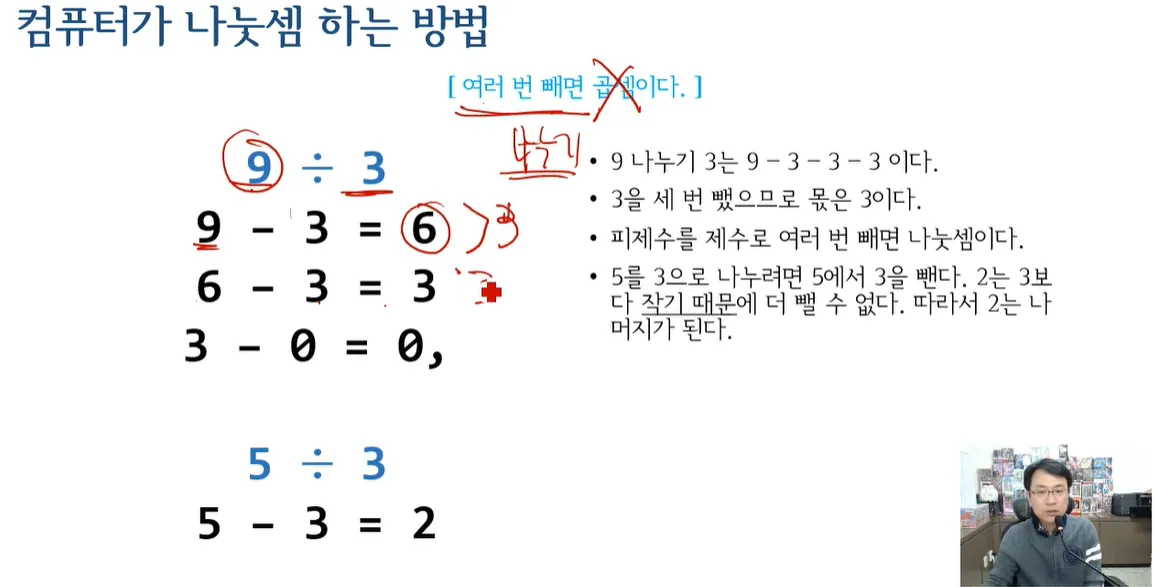 컴퓨터가 나눗셈 하는 방법
[ 여러 번 빼면 곱셈이다. ]
나누기
9 ÷ 3
9 - 3 = 6
6 - 3 = 3
3 - 0 = 0,
• 9 나누기 3는 9 – 3 – 3 – 3 이다.
• 3을 세 번 뺐으므로 몫은 3이다.
• 피제수를 제수로 여러 번 빼면 나눗셈이다.
• 5를 3으로 나누려면 5에서 3을 뺀다. 2는 3보
다 작기 때문에 더 뺄 수 없다. 따라서 2는 나
머지가 된다.
5 ÷ 3
5 - 3 = 2